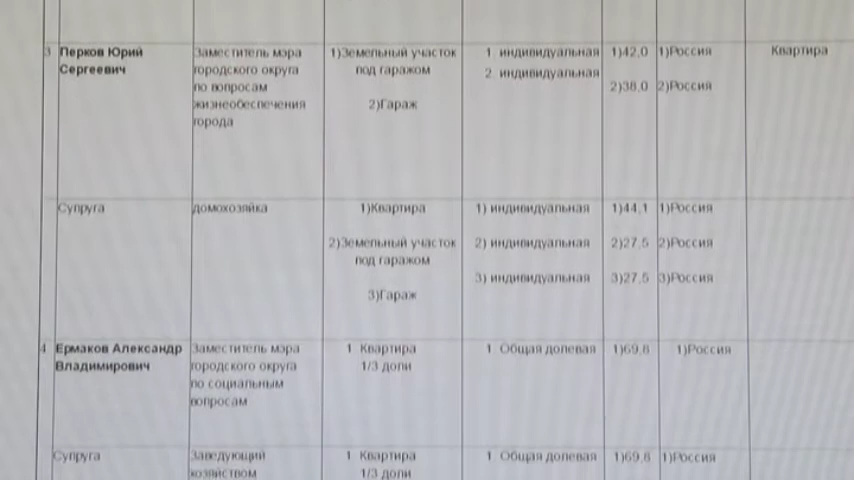 3 Перков Юрий Сергеевич
Заместитель мэра городского округа по вопросам жизнеобеспечения города
1)Земельный участок под гаражом
2)Гараж
1 индивидуальная
2 индивидуальная
1)42,0
2)38,0
1)Россия
2)Россия
Квартира
Супруга
домохозяйка
1)Квартира
2)Земельный участок под гаражом
3)Гараж
1) индивидуальная
2) индивидуальная
3) индивидуальная
1)44,1
2)27,5
3)27,5
1)Россия
2)Россия
3)Россия
4 Ермаков Александр Владимирович
Заместитель мэра городского округа по социальным вопросам
1 Квартира
1/3 доли
1 Общая долевая
1)69,6
1)Россия
Супруга
Заведующий хозяйством
1 Квартира
1/3 доли
1 Общая долевая
1)69,6
1)Россия